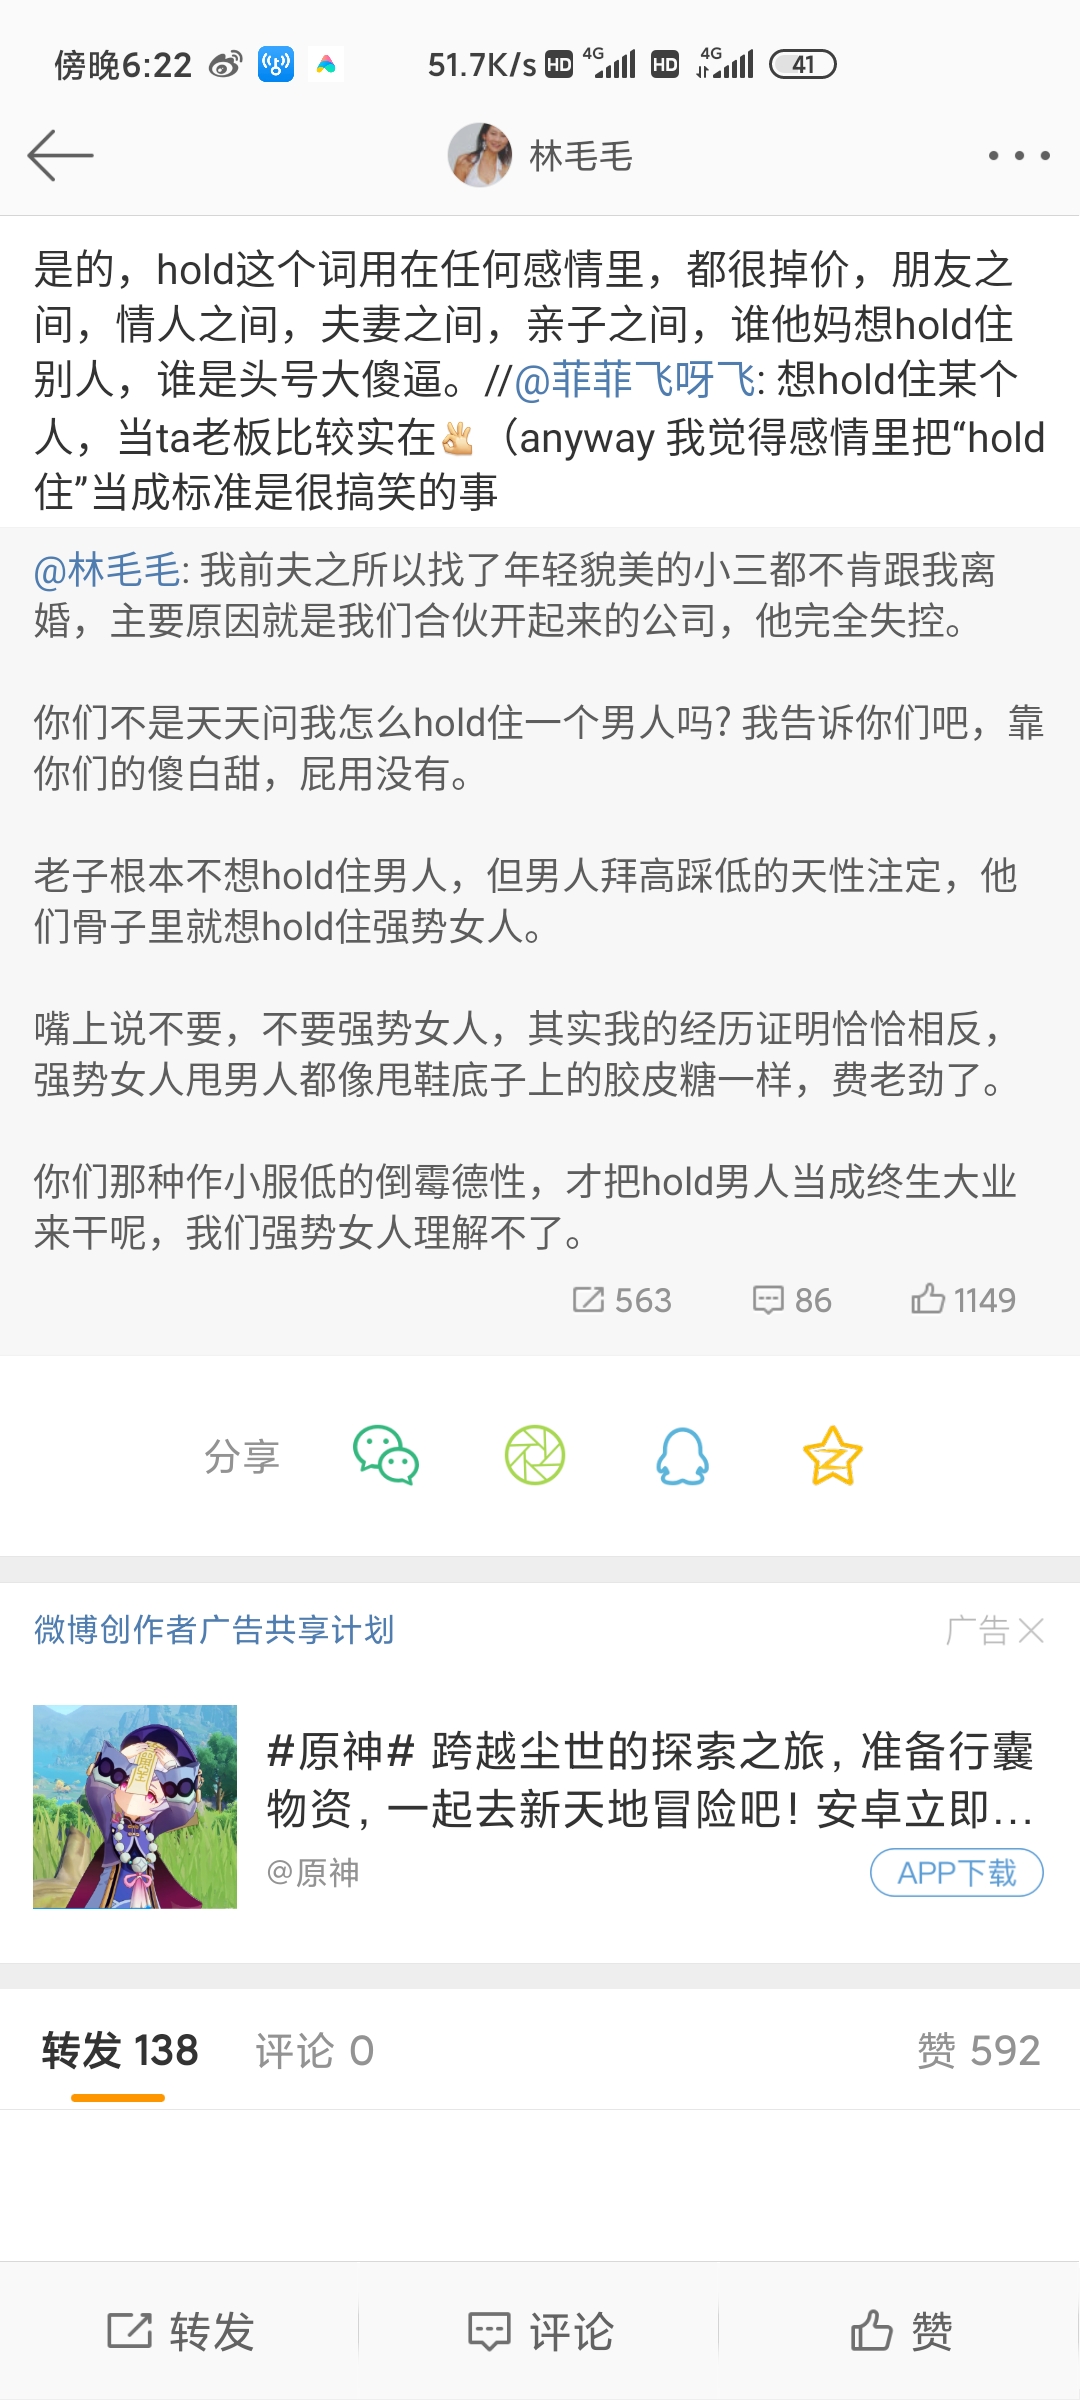 傍晚6:22 51.7K/s HD 4G HD 4G 41
林毛毛
是的，hold这个词用在任何感情里，都很掉价，朋友之
间，情人之间，夫妻之间，亲子之间，谁他妈想hold住
别人，谁是头号大傻逼。//@菲菲飞呀飞: 想hold住某个
人，当ta老板比较实在👌（anyway 我觉得感情里把“hold
住”当成标准是很搞笑的事
@林毛毛: 我前夫之所以找了年轻貌美的小三都不肯跟我离
婚，主要原因就是我们合伙开起来的公司，他完全失控。
你们不是天天问我怎么hold住一个男人吗? 我告诉你们吧，靠
你们的傻白甜，屁用没有。
老子根本不想hold住男人，但男人拜高踩低的天性注定，他
们骨子里就想hold住强势女人。
嘴上说不要，不要强势女人，其实我的经历证明恰恰相反，
强势女人甩男人都像甩鞋底子上的胶皮糖一样，费老劲了。
你们那种作小服低的倒霉德性，才把hold男人当成终生大业
来干呢，我们强势女人理解不了。
563 86 1149
分享
微博创作者广告共享计划 广告
#原神# 跨越尘世的探索之旅，准备行囊
物资，一起去新天地冒险吧！安卓立即...
@原神 APP下载
转发 138 评论 0 赞 592
转发 评论 赞